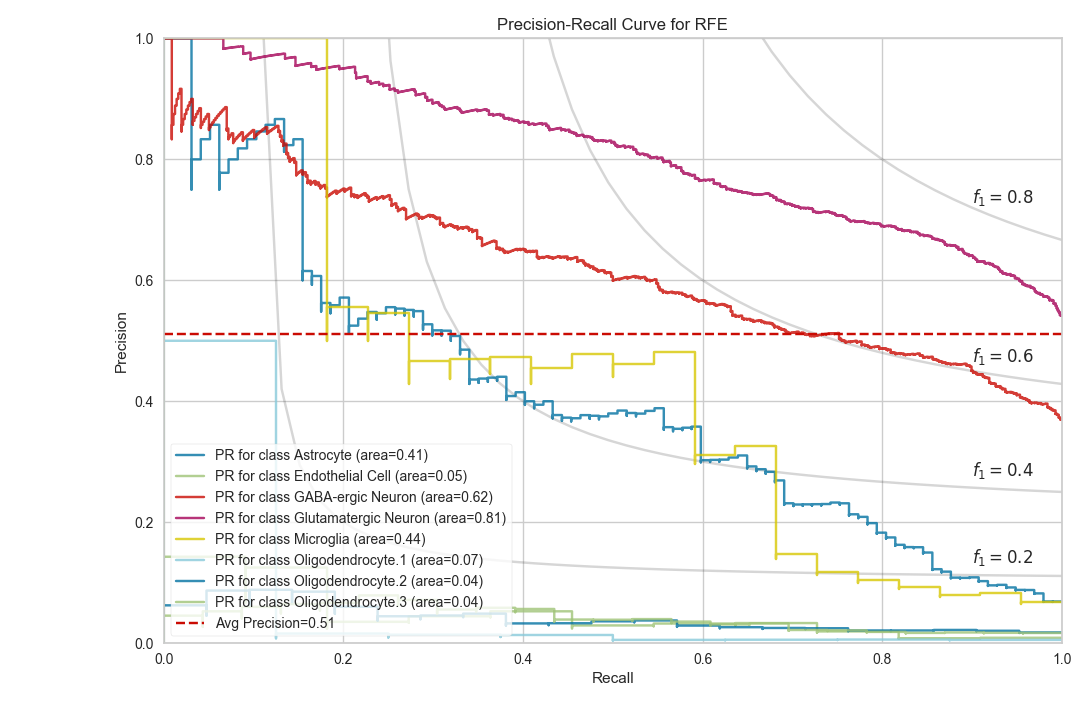 Precision-Recall Curve for RFE
1.0
0.8
0.6
0.4
0.2
0.0
Precision
f1 = 0.8
f1 = 0.6
f1 = 0.4
f1 = 0.2
PR for class Astrocyte (area=0.41)
PR for class Endothelial Cell (area=0.05)
PR for class GABA-ergic Neuron (area=0.62)
PR for class Glutamatergic Neuron (area=0.81)
PR for class Microglia (area=0.44)
PR for class Oligodendrocyte.1 (area=0.07)
PR for class Oligodendrocyte.2 (area=0.04)
PR for class Oligodendrocyte.3 (area=0.04)
Avg Precision=0.51
0.0 0.2 0.4 0.6 0.8 1.0
Recall